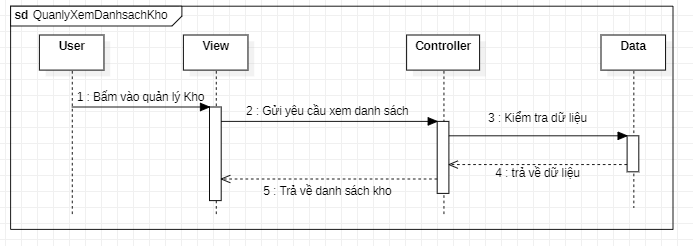 sd QuanlyXemDanhsachKho
User
View
Controller
Data
1 : Bấm vào quản lý Kho
2 : Gửi yêu cầu xem danh sách
3 : Kiểm tra dữ liệu
4 : trả về dữ liệu
5 : Trả về danh sách kho